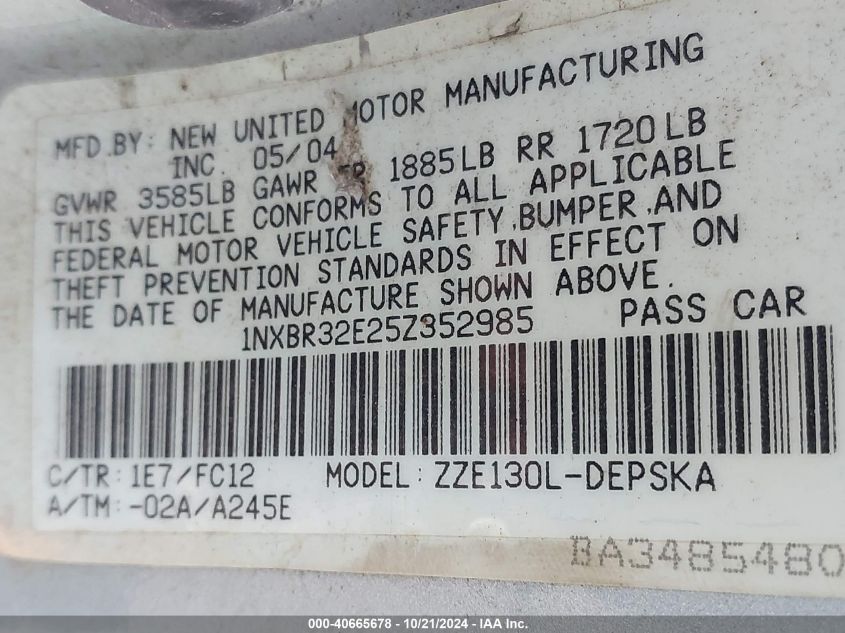 MFD.BY: NEW UNITED MOTOR MANUFACTURING
INC. 05/04
GVWR 3585LB GAWR FR 1885LB RR 1720LB
THIS VEHICLE CONFORMS TO ALL APPLICABLE
FEDERAL MOTOR VEHICLE SAFETY,BUMPER,AND
THEFT PREVENTION STANDARDS IN EFFECT ON
THE DATE OF MANUFACTURE SHOWN ABOVE.
1NXBR32E25Z352985 PASS CAR
C/TR: 1E7/FC12 MODEL: ZZE130L-DEPSKA
A/TM: -02A/A245E
BA3485480
000-40665678 - 10/21/2024 - IAA Inc.